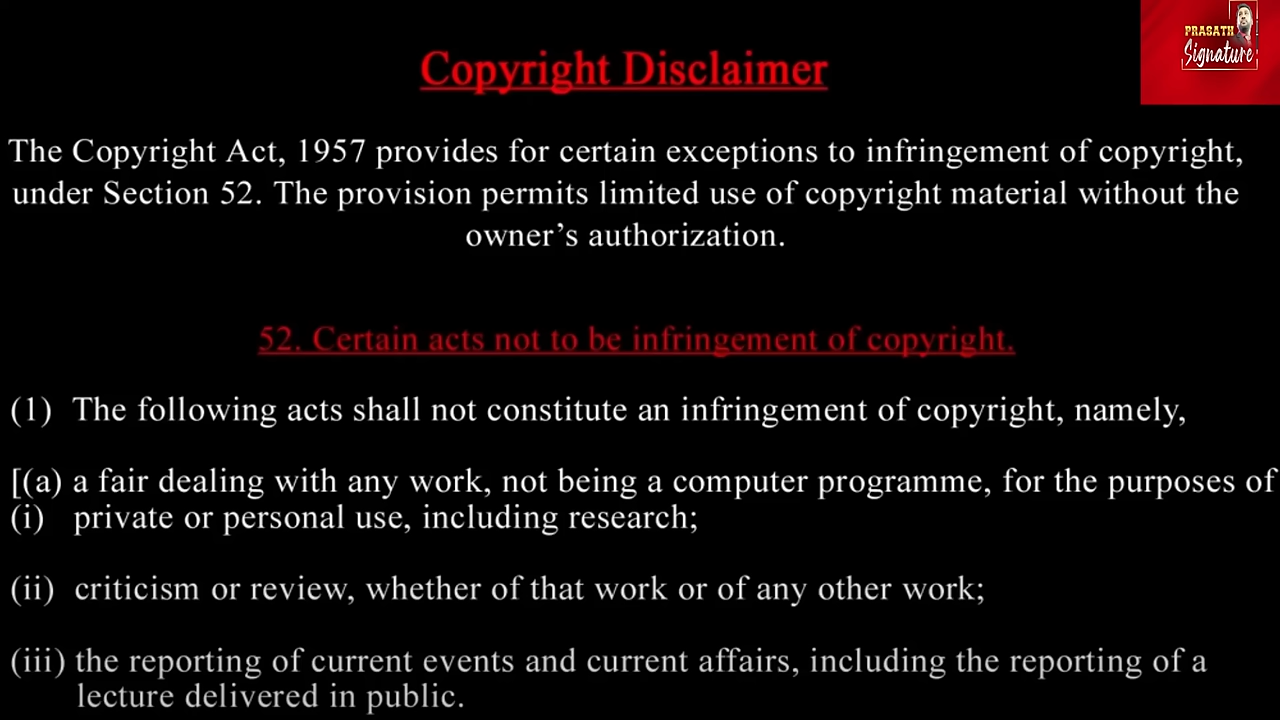 PRASATH
Signature
Copyright Disclaimer
The Copyright Act, 1957 provides for certain exceptions to infringement of copyright,
under Section 52. The provision permits limited use of copyright material without the
owner’s authorization.
52. Certain acts not to be infringement of copyright.
(1) The following acts shall not constitute an infringement of copyright, namely,
[(a) a fair dealing with any work, not being a computer programme, for the purposes of
(i) private or personal use, including research;
(ii) criticism or review, whether of that work or of any other work;
(iii) the reporting of current events and current affairs, including the reporting of a
lecture delivered in public.